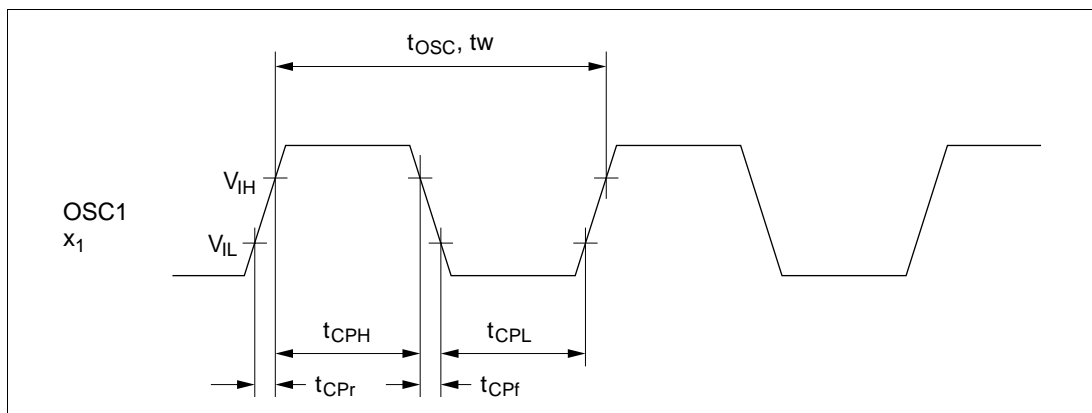 tOSC, tw
VIH
OSC1
x1
VIL
tCPH
tCPL
tCPr
tCPf